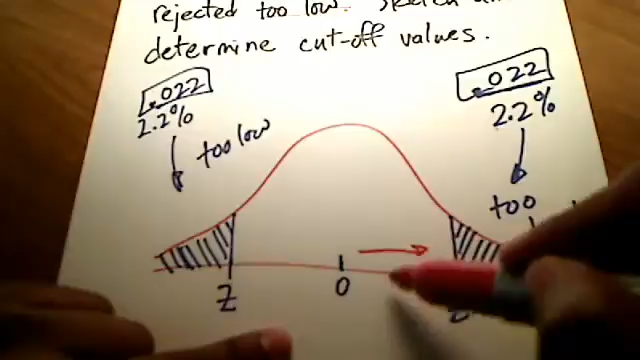 rejected too low. Sketch and
determine cut-off values.
.022
2.2%
too low
.022
2.2%
too
Z
0